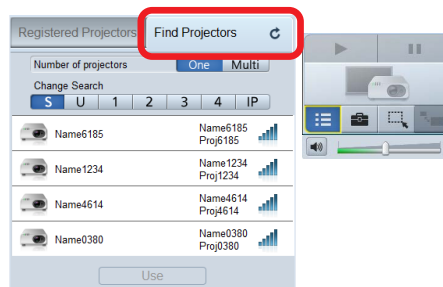 Registered Projectors Find Projectors
Number of projectors One Multi
Change Search
S U 1 2 3 4 IP
Name6185 Name6185
Proj6185
Name1234 Name1234
Proj1234
Name4614 Name4614
Proj4614
Name0380 Name0380
Proj0380
Use